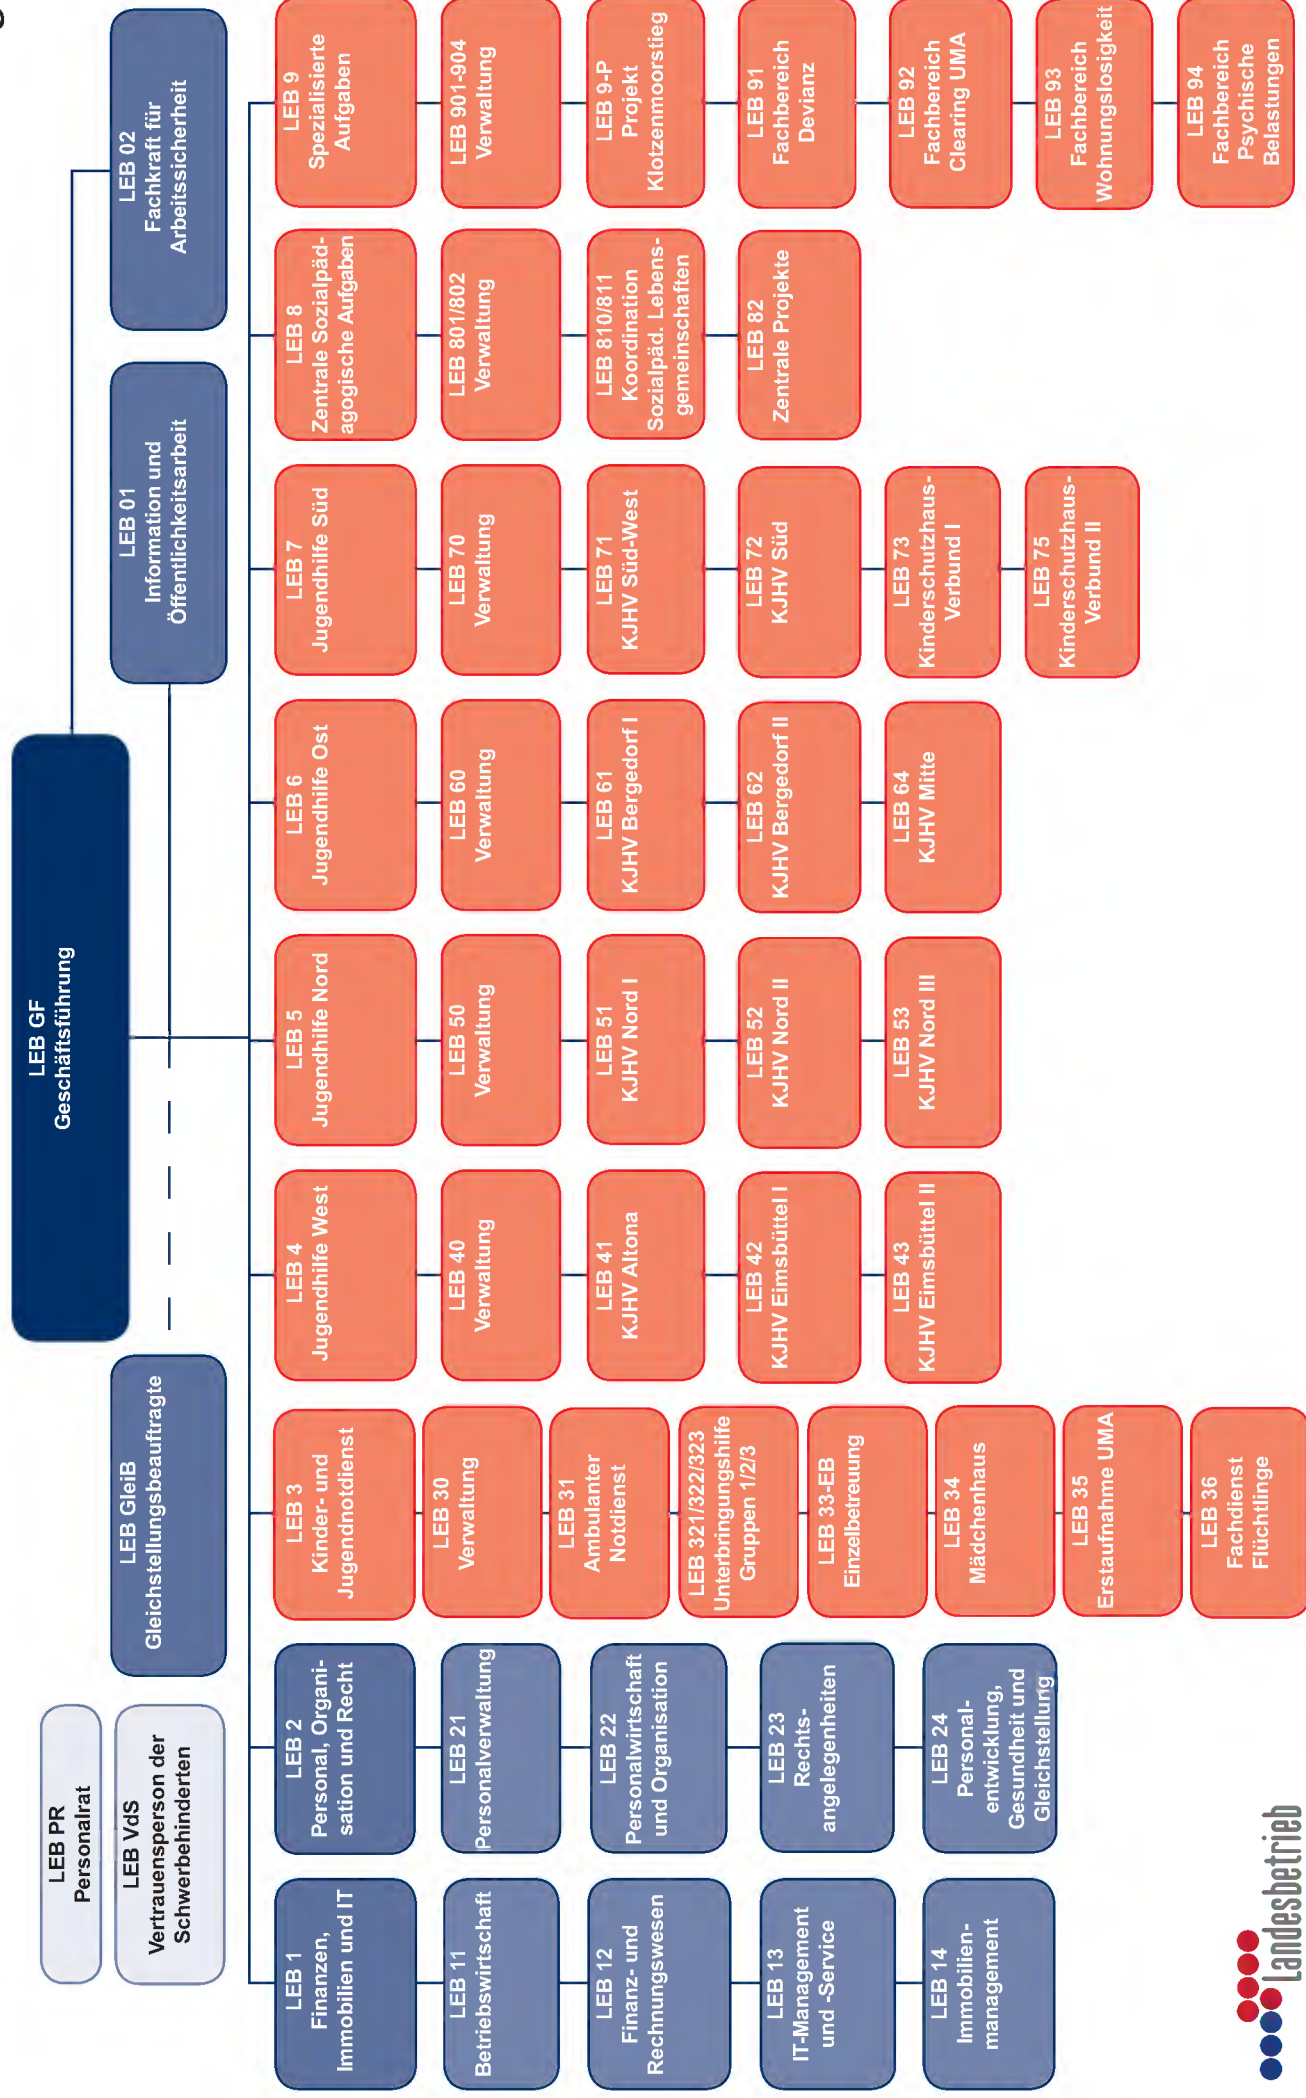 LEB GF
Geschäftsführung
LEB PR
Personalrat
LEB VdS
Vertrauensperson der
Schwerbehinderten
LEB GleiB
Gleichstellungsbeauftragte
LEB 01
Information und
Öffentlichkeitsarbeit
LEB 02
Fachkraft für
Arbeitssicherheit
LEB 1
Finanzen,
Immobilien und IT
LEB 11
Betriebswirtschaft
LEB 12
Finanz- und
Rechnungswesen
LEB 13
IT-Management
und -Service
LEB 14
Immobilien-
management
LEB 2
Personal, Organi-
sation und Recht
LEB 21
Personalverwaltung
LEB 22
Personalwirtschaft
und Organisation
LEB 23
Rechts-
angelegenheiten
LEB 24
Personal-
entwicklung,
Gesundheit und
Gleichstellung
LEB 3
Kinder- und
Jugendnotdienst
LEB 30
Verwaltung
LEB 31
Ambulanter
Notdienst
LEB 321/322/323
Unterbringungshilfe
Gruppen 1/2/3
LEB 33-EB
Einzelbetreuung
LEB 34
Mädchenhaus
LEB 35
Erstaufnahme UMA
LEB 36
Fachdienst
Flüchtlinge
LEB 4
Jugendhilfe West
LEB 40
Verwaltung
LEB 41
KJHV Altona
LEB 42
KJHV Eimsbüttel I
LEB 43
KJHV Eimsbüttel II
LEB 5
Jugendhilfe Nord
LEB 50
Verwaltung
LEB 51
KJHV Nord I
LEB 52
KJHV Nord II
LEB 53
KJHV Nord III
LEB 6
Jugendhilfe Ost
LEB 60
Verwaltung
LEB 61
KJHV Bergedorf I
LEB 62
KJHV Bergedorf II
LEB 64
KJHV Mitte
LEB 7
Jugendhilfe Süd
LEB 70
Verwaltung
LEB 71
KJHV Süd-West
LEB 72
KJHV Süd
LEB 73
Kinderschutzhaus-
Verbund I
LEB 75
Kinderschutzhaus-
Verbund II
LEB 8
Zentrale Sozialpäd-
agogische Aufgaben
LEB 801/802
Verwaltung
LEB 810/811
Koordination
Sozialpäd. Lebens-
gemeinschaften
LEB 82
Zentrale Projekte
LEB 9
Spezialisierte
Aufgaben
LEB 901-904
Verwaltung
LEB 9-P
Projekt
Klotzenmoorstieg
LEB 91
Fachbereich
Devianz
LEB 92
Fachbereich
Clearing UMA
LEB 93
Fachbereich
Wohnungslosigkeit
LEB 94
Fachbereich
Psychische
Belastungen
Landesbetrieb